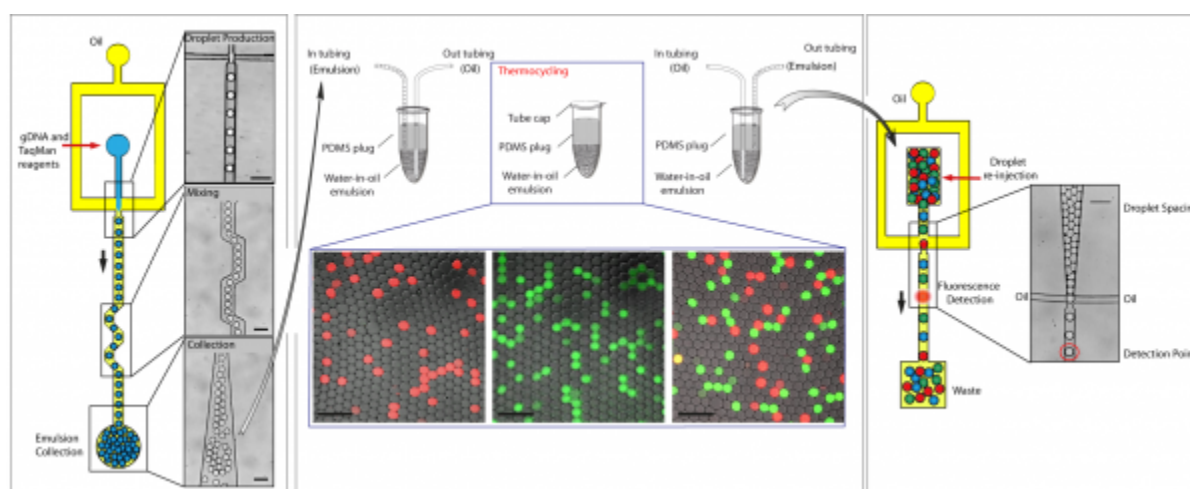 Oil
gDNA and
TaqMan
reagents
Emulsion
Collection
Droplet Production
Mixing
Collection
In tubing
(Emulsion)
Out tubing
(Oil)
PDMS plug
Water-in-oil
emulsion
Thermocycling
Tube cap
PDMS plug
Water-in-oil
emulsion
In tubing
(Oil)
Out tubing
(Emulsion)
PDMS plug
Water-in-oil
emulsion
Oil
Droplet
re-injection
Fluorescence
Detection
Waste
Droplet Spacing
Oil
Oil
Detection Point